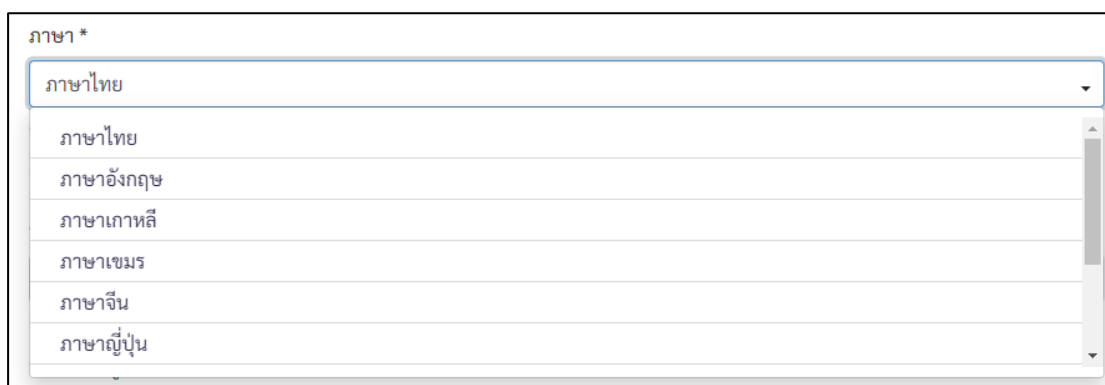 ภาษา *
ภาษาไทย
ภาษาไทย
ภาษาอังกฤษ
ภาษาเกาหลี
ภาษาเขมร
ภาษาจีน
ภาษาญี่ปุ่น